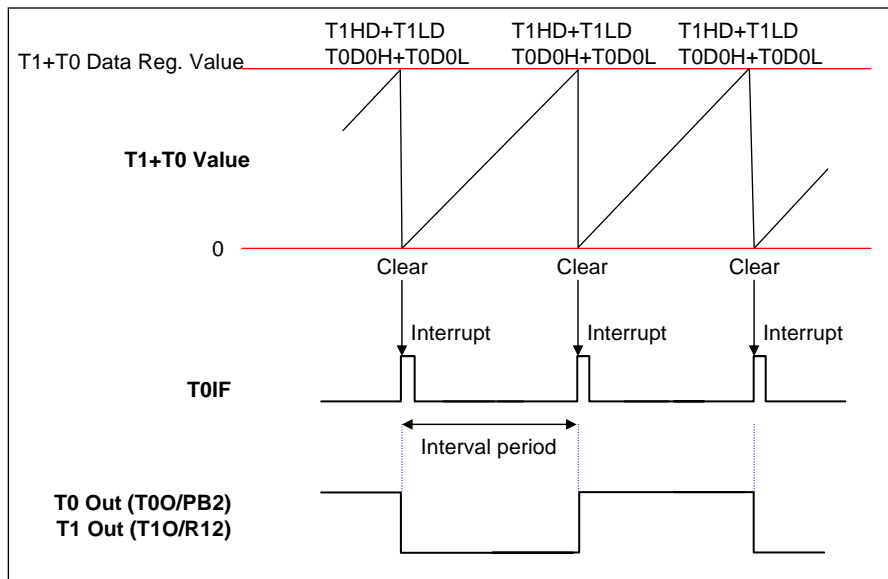 T1HD+T1LD T1HD+T1LD T1HD+T1LD
T1+T0 Data Reg. Value T0D0H+T0D0L T0D0H+T0D0L T0D0H+T0D0L
T1+T0 Value
0
Clear Clear Clear
Interrupt Interrupt Interrupt
T0IF
Interval period
T0 Out (T0O/PB2)
T1 Out (T1O/R12)